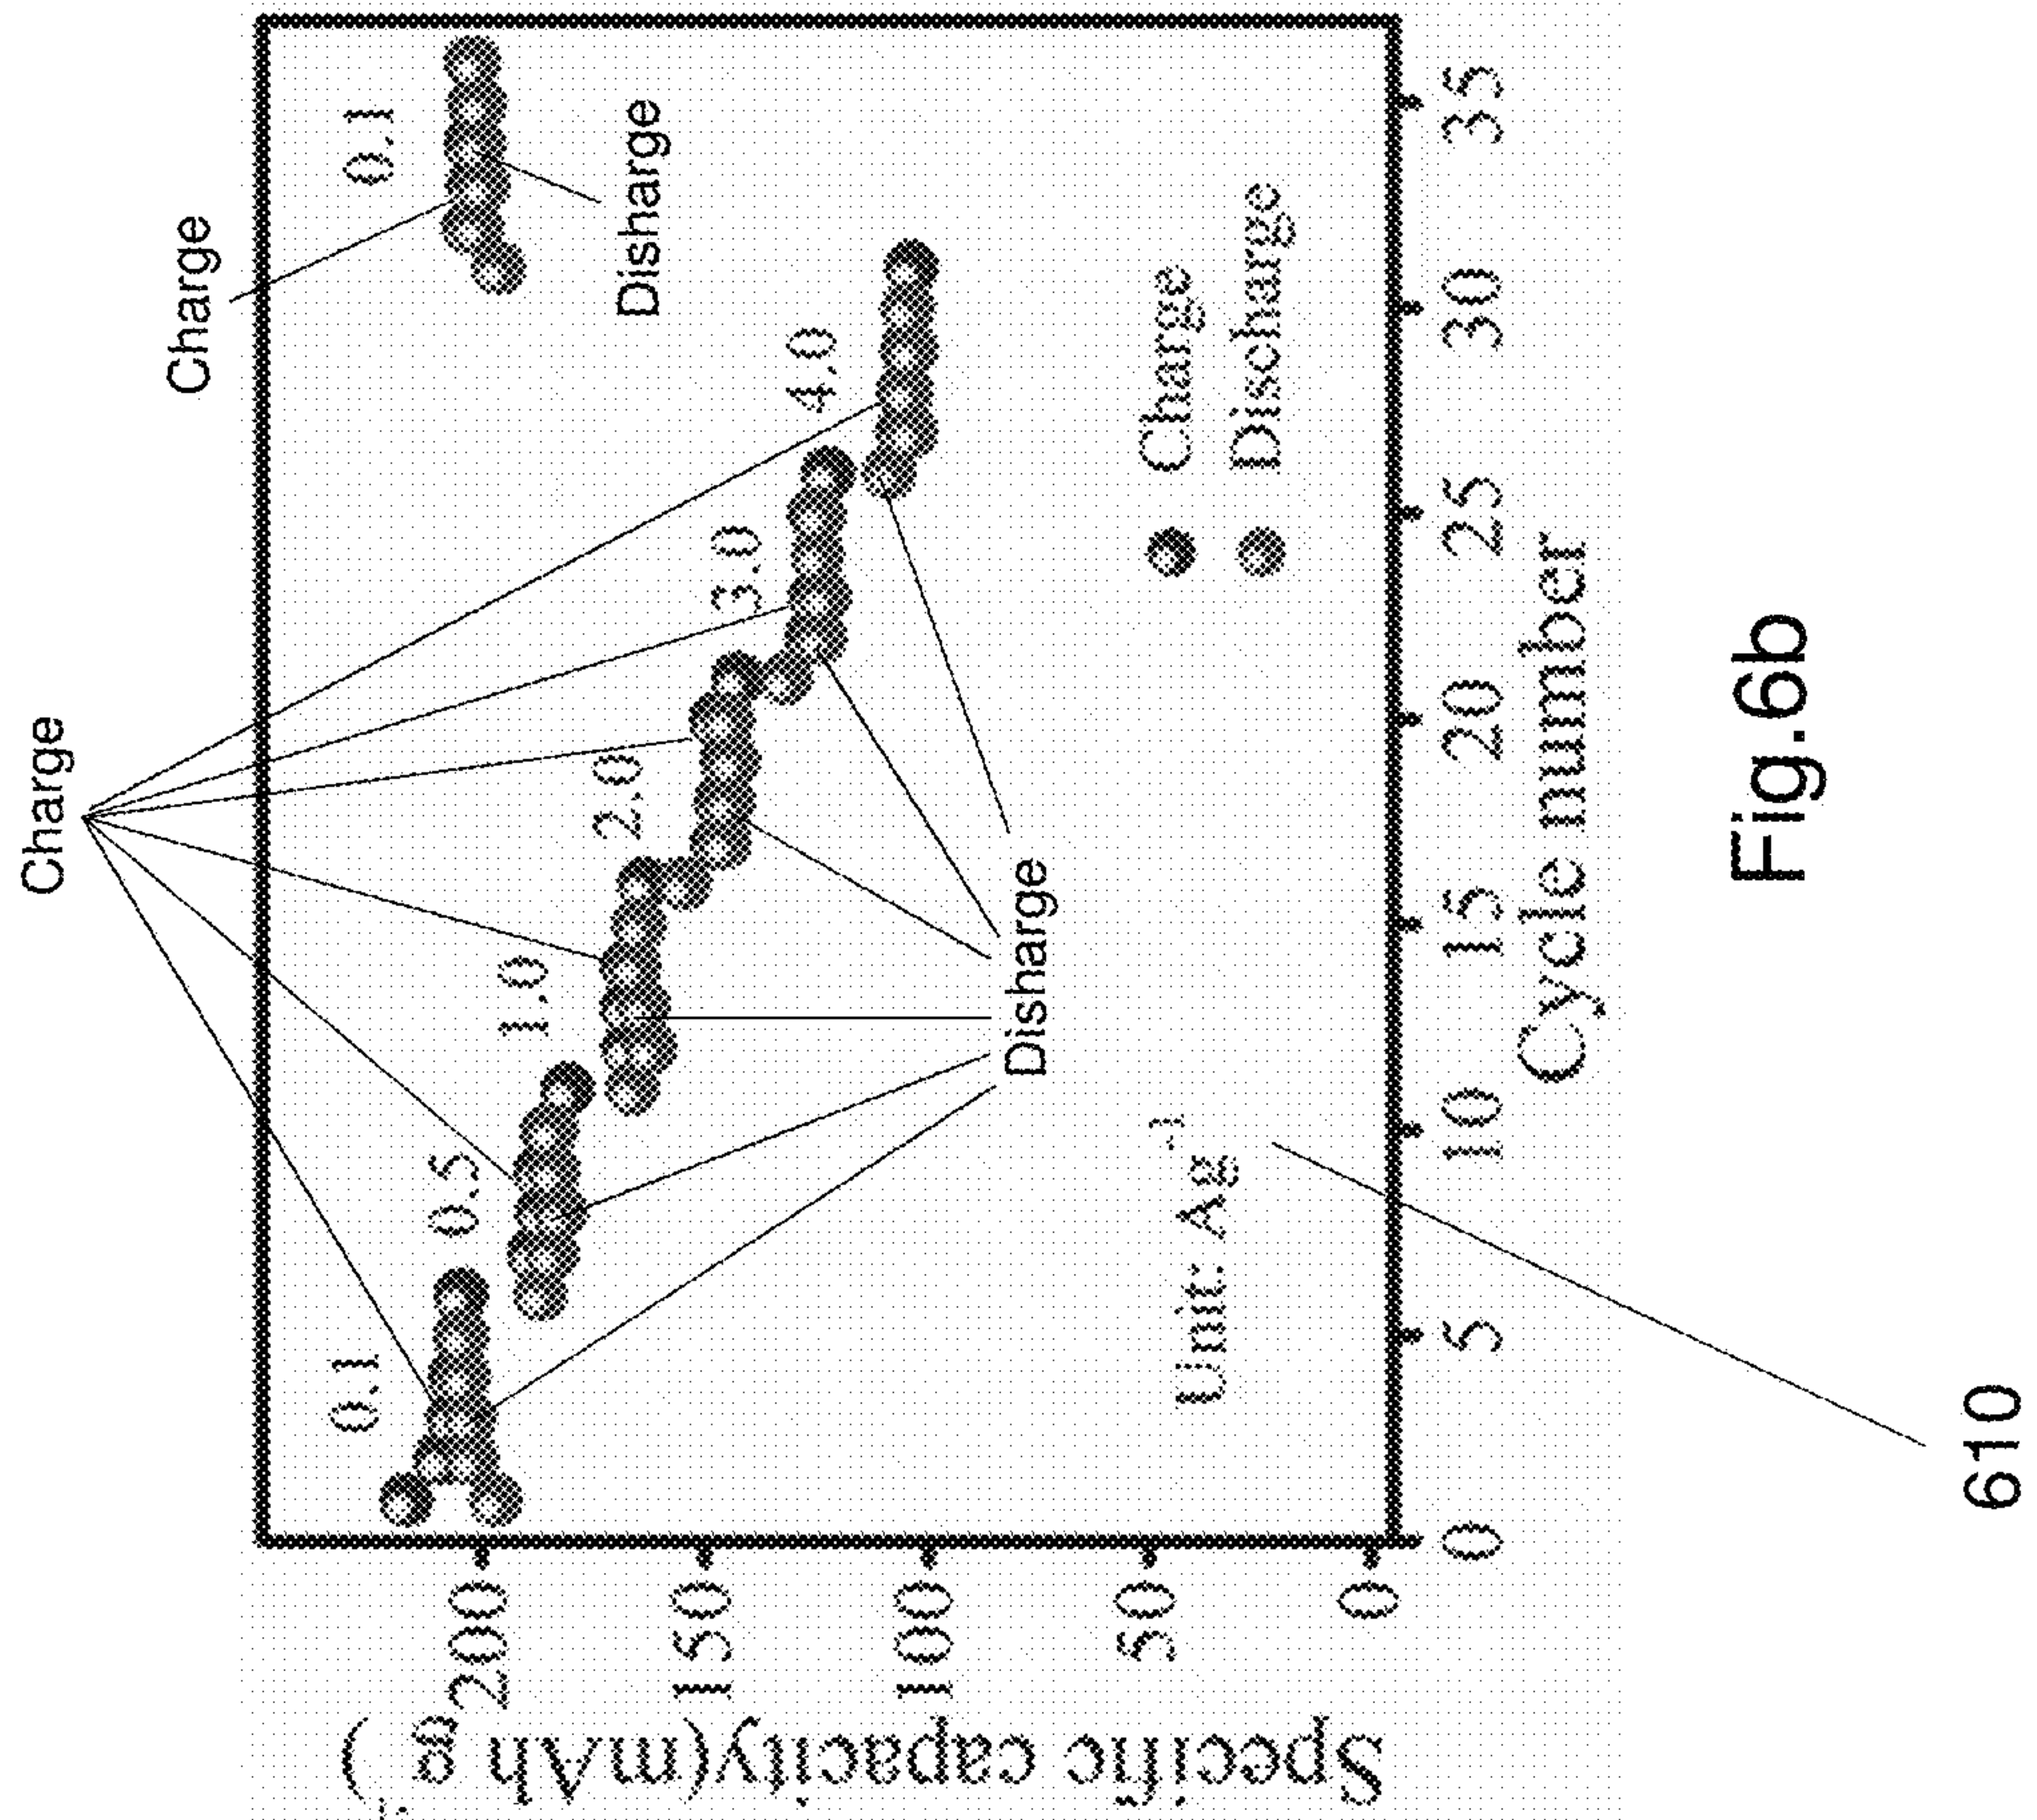 Charge
Charge
0.1
0.5
1.0
2.0
3.0
4.0
0.1
Disharge
Disharge
Charge
Discharge
Unit: Ag-1
Specific capacity(mAh g-1)
200
150
100
50
0
0
5
10
15
20
25
30
35
Cycle number
610
Fig.6b